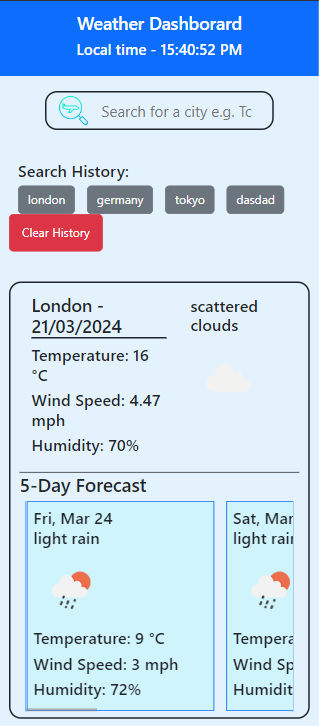 Weather Dashborard
Local time - 15:40:52 PM
Search for a city e.g. Tc
Search History:
london germany tokyo dasdad
Clear History
London -
21/03/2024
scattered
clouds
Temperature: 16
°C
Wind Speed: 4.47
mph
Humidity: 70%
5-Day Forecast
Fri, Mar 24
light rain
Temperature: 9 °C
Wind Speed: 3 mph
Humidity: 72%
Sat, Mar
light rain
Tempera
Wind Sp
Humidit